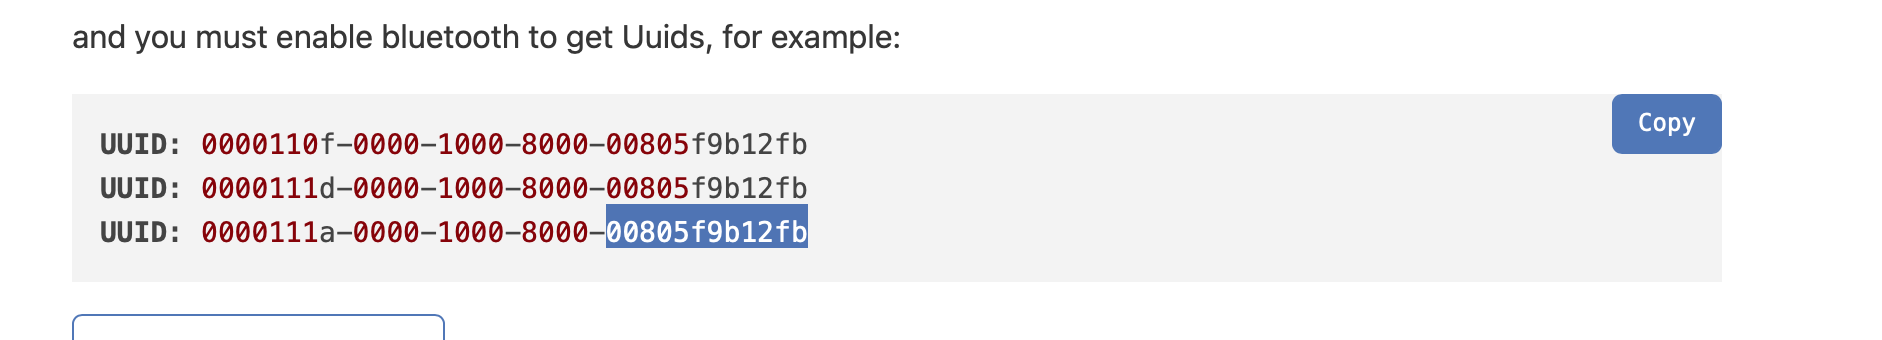 and you must enable bluetooth to get Uuids, for example:
Copy
UUID: 0000110f-0000-1000-8000-00805f9b12fb
UUID: 0000111d-0000-1000-8000-00805f9b12fb
UUID: 0000111a-0000-1000-8000-00805f9b12fb